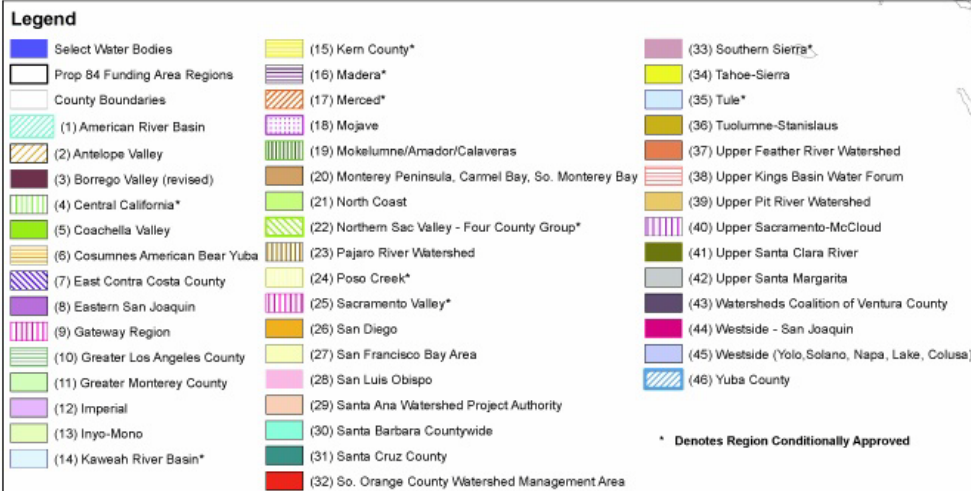 Legend
Select Water Bodies
Prop 84 Funding Area Regions
County Boundaries
(1) American River Basin
(2) Antelope Valley
(3) Borrego Valley (revised)
(4) Central California*
(5) Coachella Valley
(6) Cosumnes American Bear Yuba
(7) East Contra Costa County
(8) Eastern San Joaquin
(9) Gateway Region
(10) Greater Los Angeles County
(11) Greater Monterey County
(12) Imperial
(13) Inyo-Mono
(14) Kaweah River Basin*
(15) Kern County*
(16) Madera*
(17) Merced*
(18) Mojave
(19) Mokelumne/Amador/Calaveras
(20) Monterey Peninsula, Carmel Bay, So. Monterey Bay
(21) North Coast
(22) Northern Sac Valley - Four County Group*
(23) Pajaro River Watershed
(24) Poso Creek*
(25) Sacramento Valley*
(26) San Diego
(27) San Francisco Bay Area
(28) San Luis Obispo
(29) Santa Ana Watershed Project Authority
(30) Santa Barbara Countywide
(31) Santa Cruz County
(32) So. Orange County Watershed Management Area
(33) Southern Sierra*
(34) Tahoe-Sierra
(35) Tule*
(36) Tuolumne-Stanislaus
(37) Upper Feather River Watershed
(38) Upper Kings Basin Water Forum
(39) Upper Pit River Watershed
(40) Upper Sacramento-McCloud
(41) Upper Santa Clara River
(42) Upper Santa Margarita
(43) Watersheds Coalition of Ventura County
(44) Westside - San Joaquin
(45) Westside (Yolo,Solano, Napa, Lake, Colusa)
(46) Yuba County
* Denotes Region Conditionally Approved